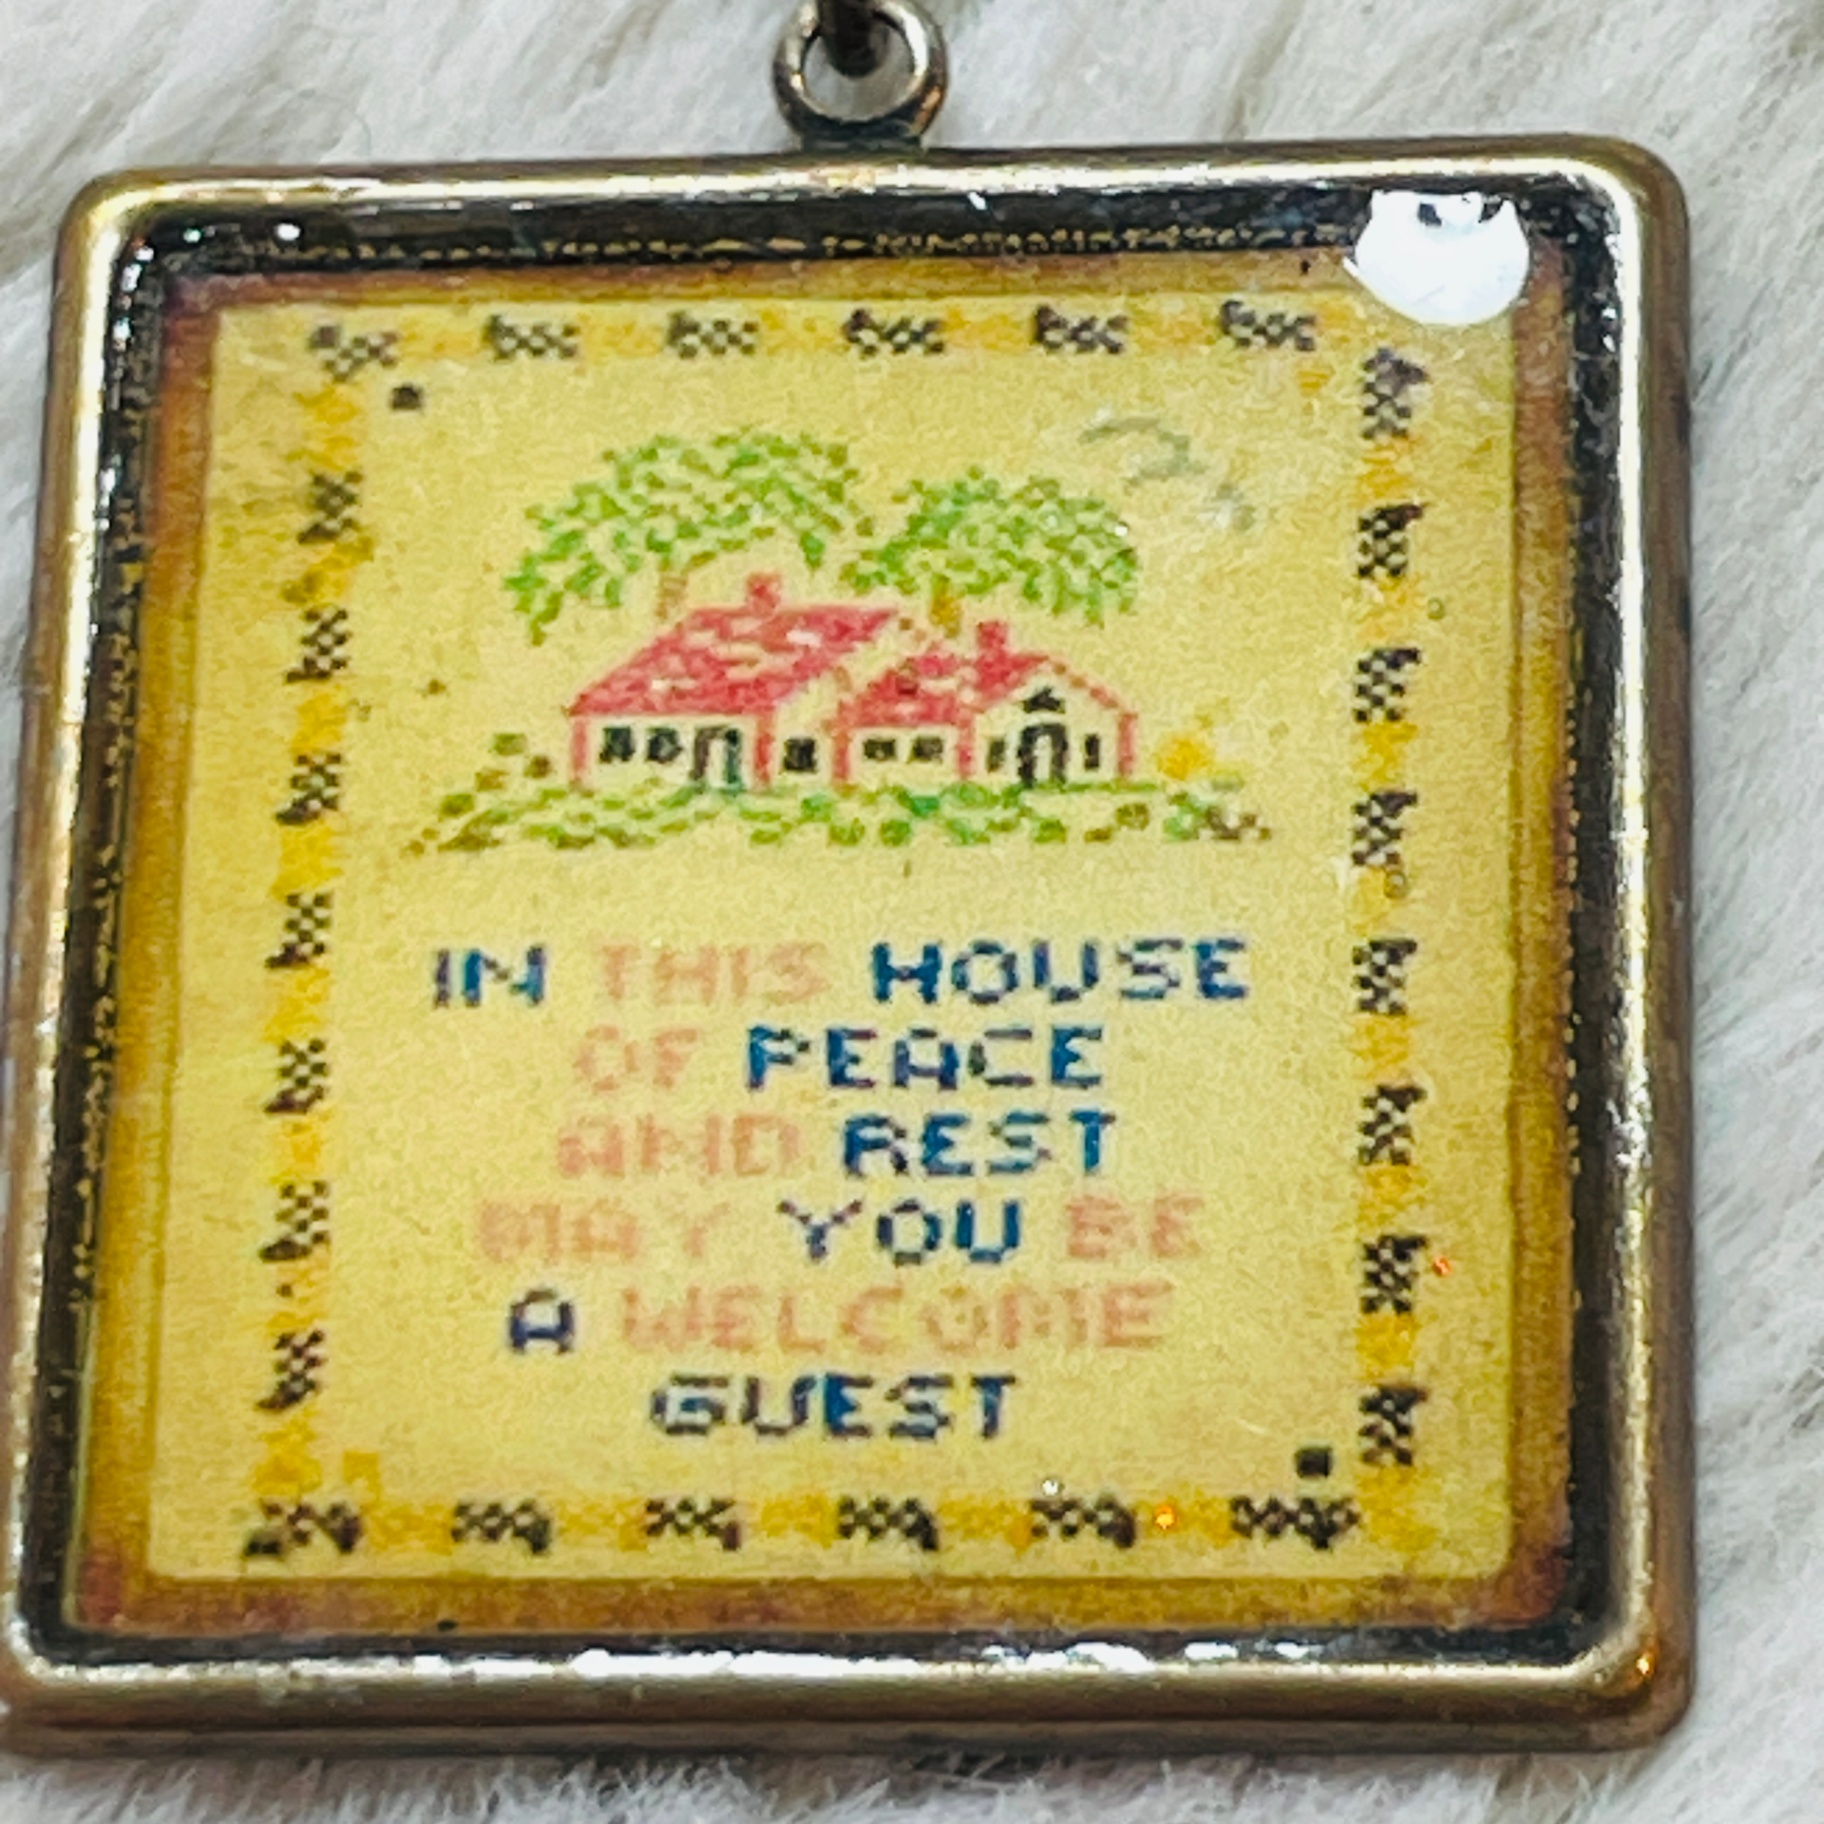 IN THIS HOUSE
OF PEACE
AND REST
MAY YOU BE
A WELCOME
GUEST